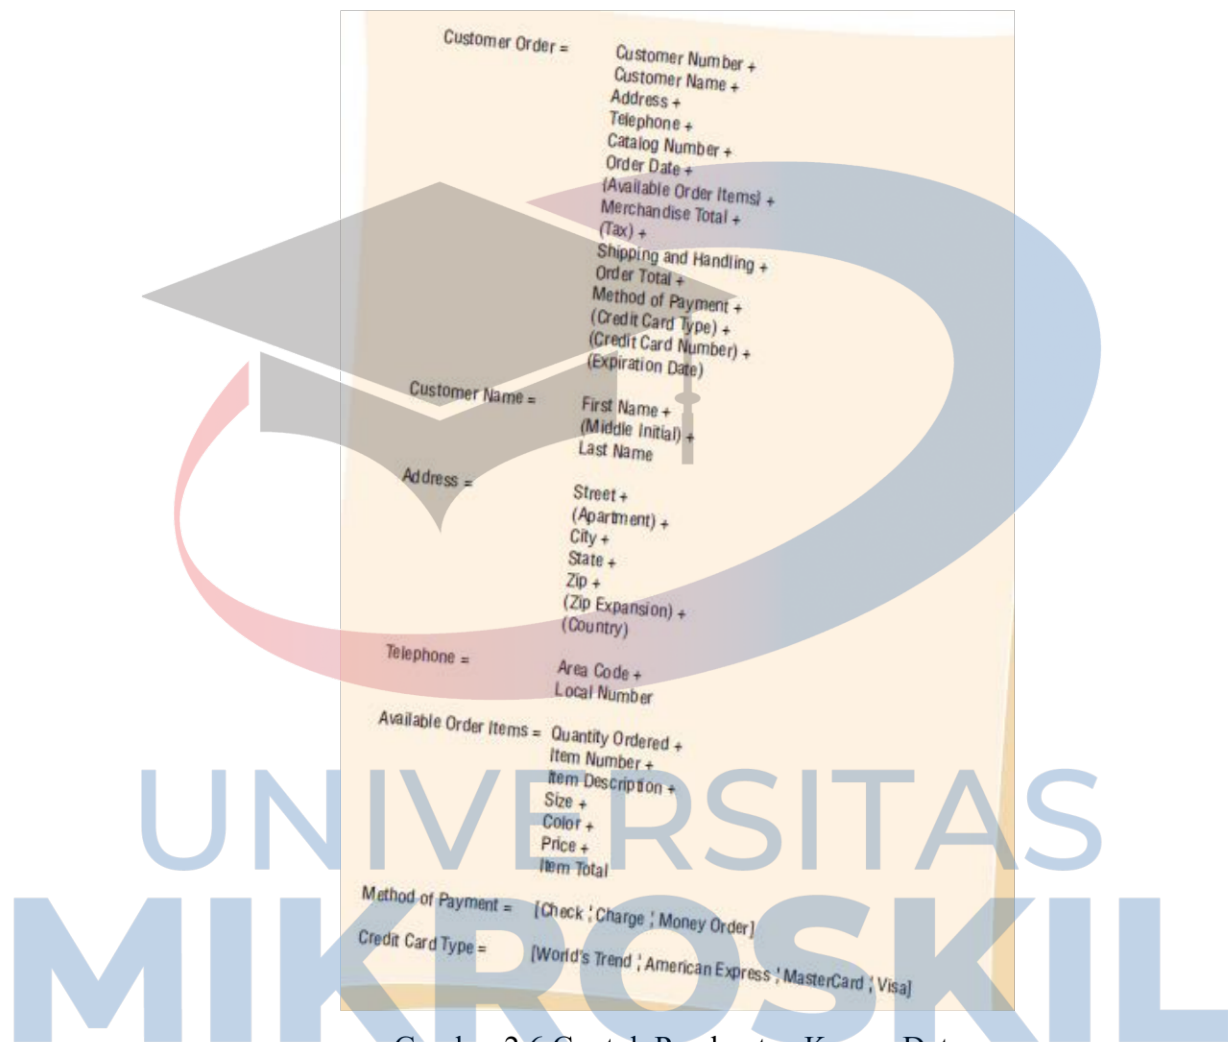 Customer Order = Customer Number +
Customer Name +
Address +
Telephone +
Catalog Number +
Order Date +
{Available Order Items} +
Merchandise Total +
(Tax) +
Shipping and Handling +
Order Total +
Method of Payment +
(Credit Card Type) +
(Credit Card Number) +
(Expiration Date)
Customer Name = First Name +
(Middle Initial) +
Last Name
Address = Street +
(Apartment) +
City +
State +
Zip +
(Zip Expansion) +
(Country)
Telephone = Area Code +
Local Number
Available Order Items = Quantity Ordered +
Item Number +
Item Description +
Size +
Color +
Price +
Item Total
Method of Payment = [Check ¦ Charge ¦ Money Order]
Credit Card Type = [World's Trend ¦ American Express ¦ MasterCard ¦ Visa]
UNIVERSITAS
MIKROSKIL